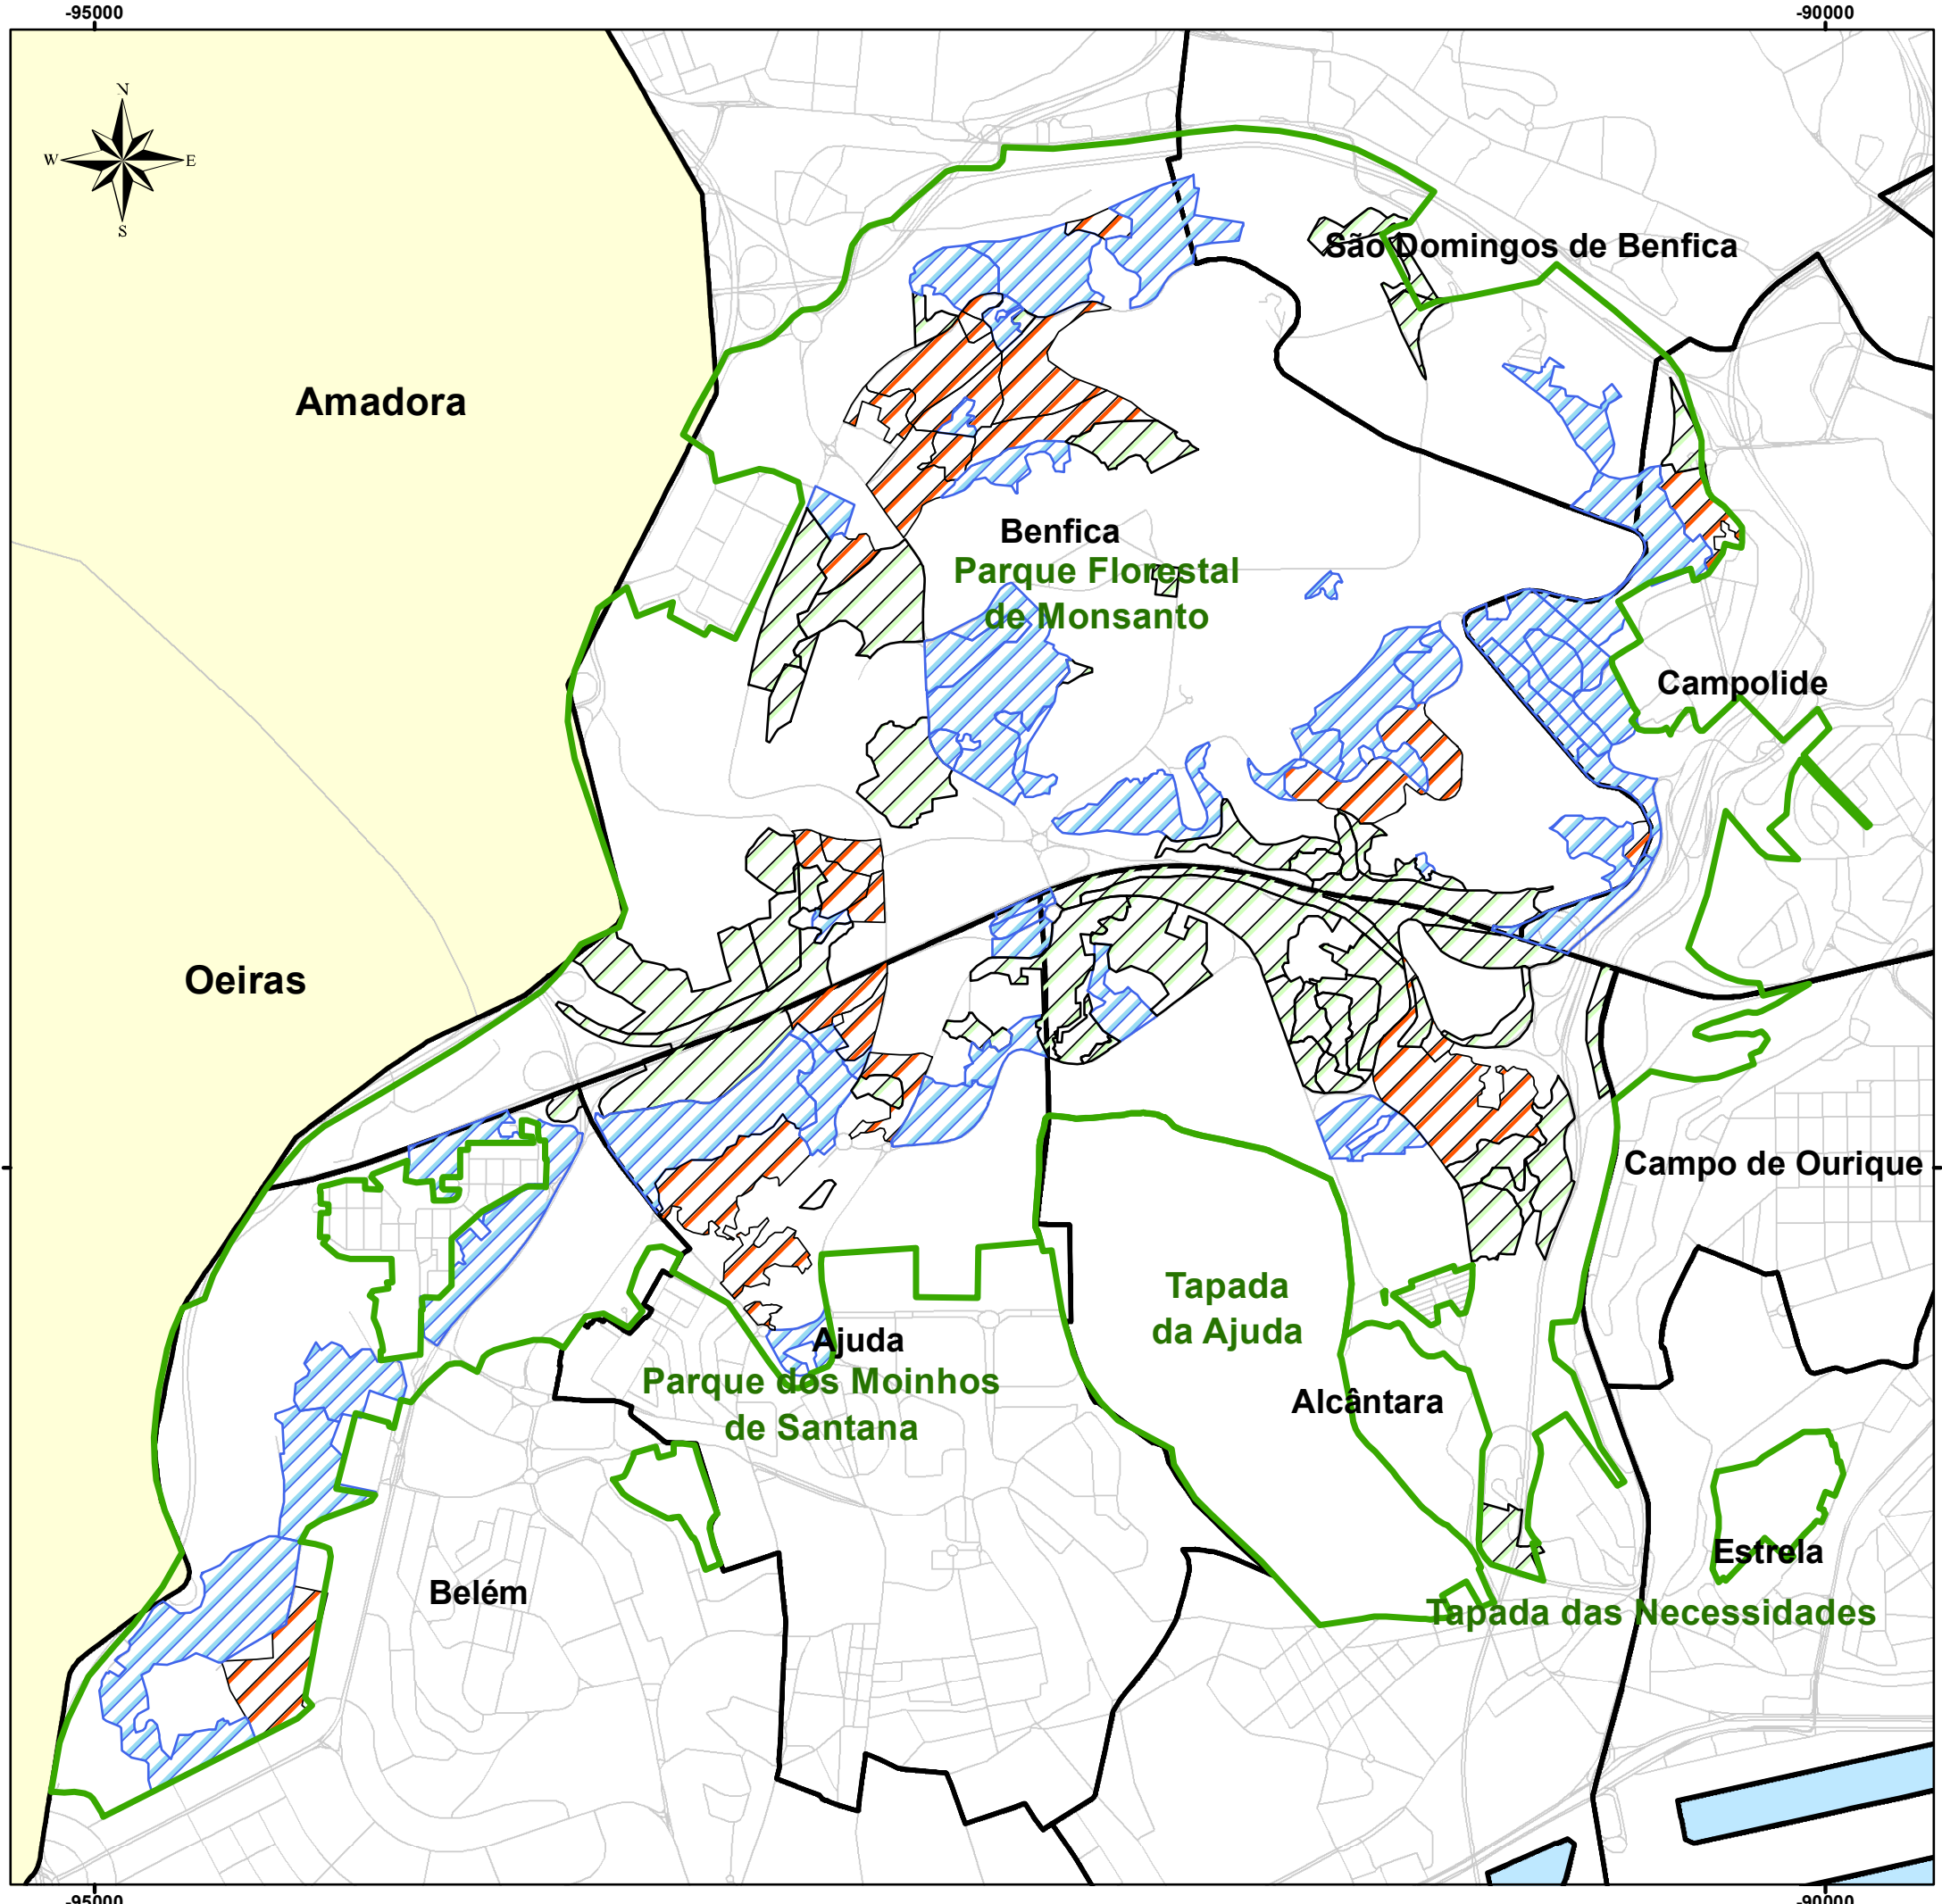 -95000
-90000
N
W
E
S
São Domingos de Benfica
Amadora
Benfica
Parque Florestal
de Monsanto
Campolide
Oeiras
Campo de Ourique
Tapada
da Ajuda
Ajuda
Parque dos Moinhos
de Santana
Alcântara
Estrela
Belém
Tapada das Necessidades
-95000
-90000